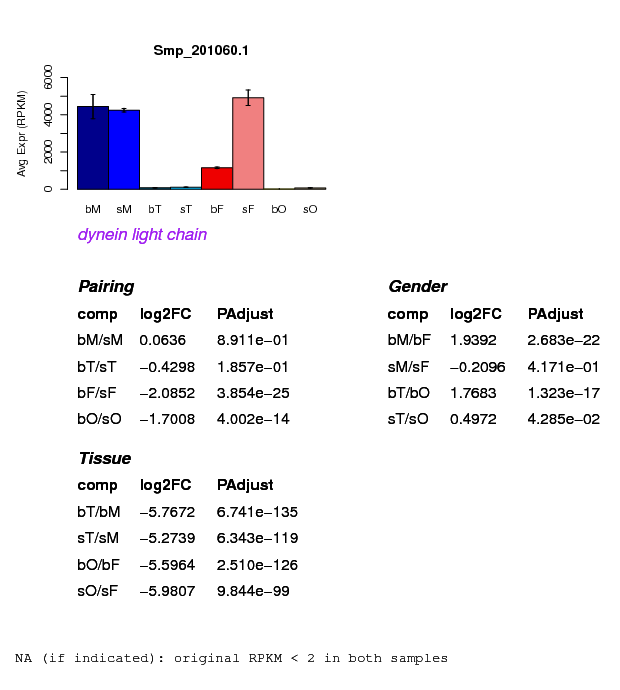 Smp_201060.1
Avg Expr (RPKM)
6000
4000
2000
0
bM sM bT sT bF sF bO sO
dynein light chain
Pairing
comp log2FC PAdjust
bM/sM 0.0636 8.911e−01
bT/sT −0.4298 1.857e−01
bF/sF −2.0852 3.854e−25
bO/sO −1.7008 4.002e−14
Gender
comp log2FC PAdjust
bM/bF 1.9392 2.683e−22
sM/sF −0.2096 4.171e−01
bT/bO 1.7683 1.323e−17
sT/sO 0.4972 4.285e−02
Tissue
comp log2FC PAdjust
bT/bM −5.7672 6.741e−135
sT/sM −5.2739 6.343e−119
bO/bF −5.5964 2.510e−126
sO/sF −5.9807 9.844e−99
NA (if indicated): original RPKM < 2 in both samples